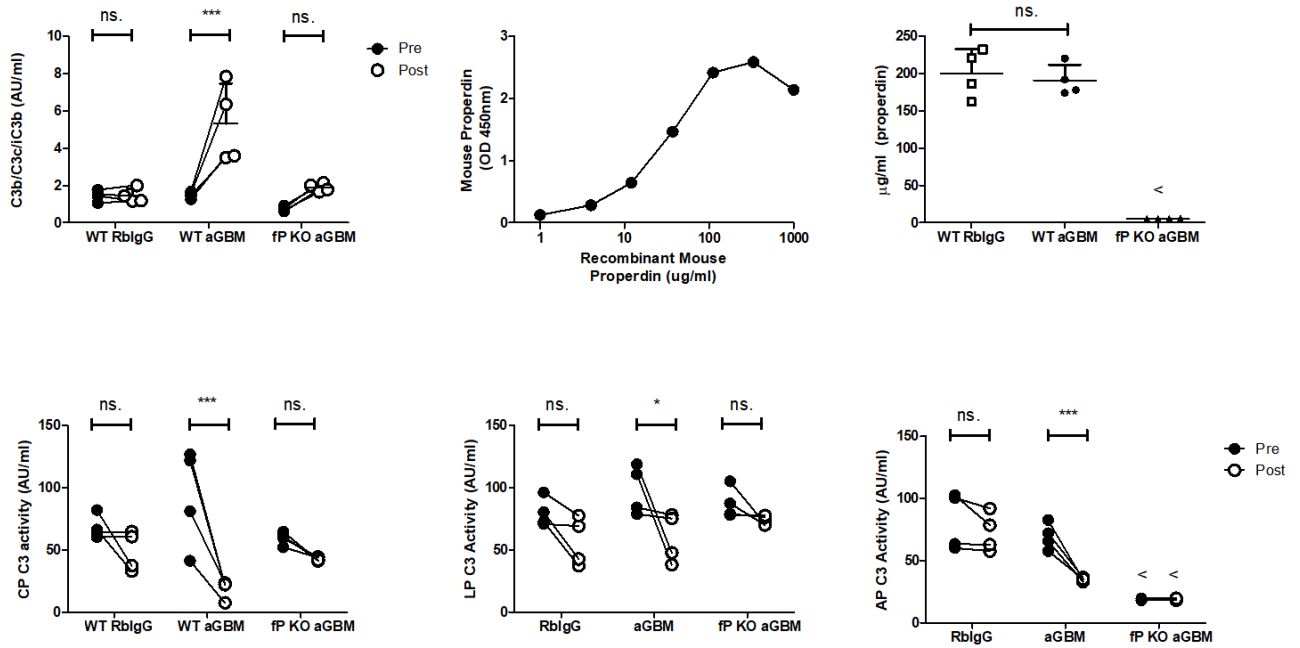 ns.
***
ns.
10
8
6
4
2
0
C3b/C3c/iC3b (AU/ml)
WT RbIgG
WT aGBM
fP KO aGBM
Pre
Post
3
2
1
0
Mouse Properdin
(OD 450nm)
1
10
100
1000
Recombinant Mouse
Properdin (ug/ml)
ns.
250
200
150
100
50
0
µg/ml (properdin)
<
WT RbIgG
WT aGBM
fP KO aGBM
ns.
***
ns.
150
100
50
0
CP C3 activity (AU/ml)
WT RbIgG
WT aGBM
fP KO aGBM
ns.
*
ns.
150
100
50
0
LP C3 Activity (AU/ml)
RbIgG
aGBM
fP KO aGBM
ns.
***
150
100
50
0
AP C3 Activity (AU/ml)
< <
RbIgG
aGBM
fP KO aGBM
Pre
Post